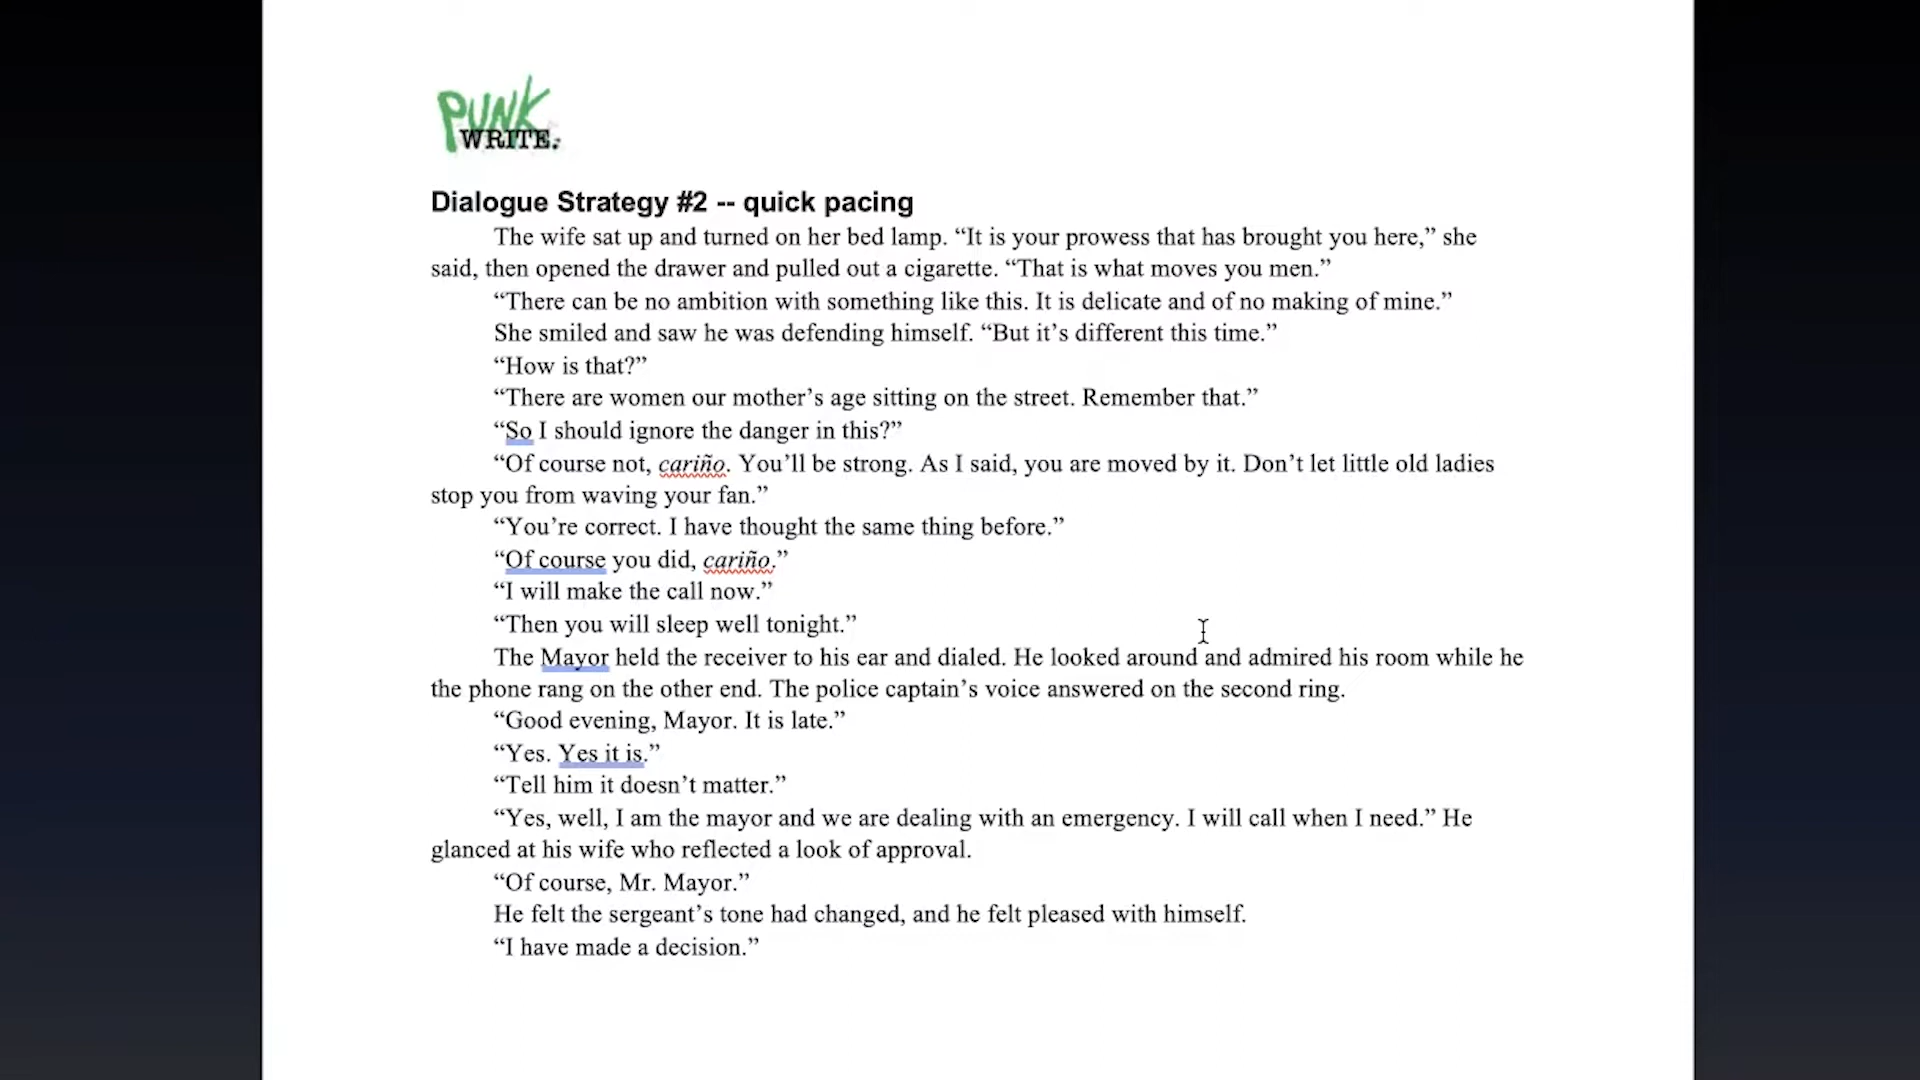 PUNK
WRITE.
Dialogue Strategy #2 -- quick pacing
The wife sat up and turned on her bed lamp. “It is your prowess that has brought you here,” she
said, then opened the drawer and pulled out a cigarette. “That is what moves you men.”
“There can be no ambition with something like this. It is delicate and of no making of mine.”
She smiled and saw he was defending himself. “But it’s different this time.”
“How is that?”
“There are women our mother’s age sitting on the street. Remember that.”
“So I should ignore the danger in this?”
“Of course not, cariño. You’ll be strong. As I said, you are moved by it. Don’t let little old ladies
stop you from waving your fan.”
“You’re correct. I have thought the same thing before.”
“Of course you did, cariño.”
“I will make the call now.”
“Then you will sleep well tonight.”
The Mayor held the receiver to his ear and dialed. He looked around and admired his room while he
the phone rang on the other end. The police captain’s voice answered on the second ring.
“Good evening, Mayor. It is late.”
“Yes. Yes it is.”
“Tell him it doesn’t matter.”
“Yes, well, I am the mayor and we are dealing with an emergency. I will call when I need.” He
glanced at his wife who reflected a look of approval.
“Of course, Mr. Mayor.”
He felt the sergeant’s tone had changed, and he felt pleased with himself.
“I have made a decision.”